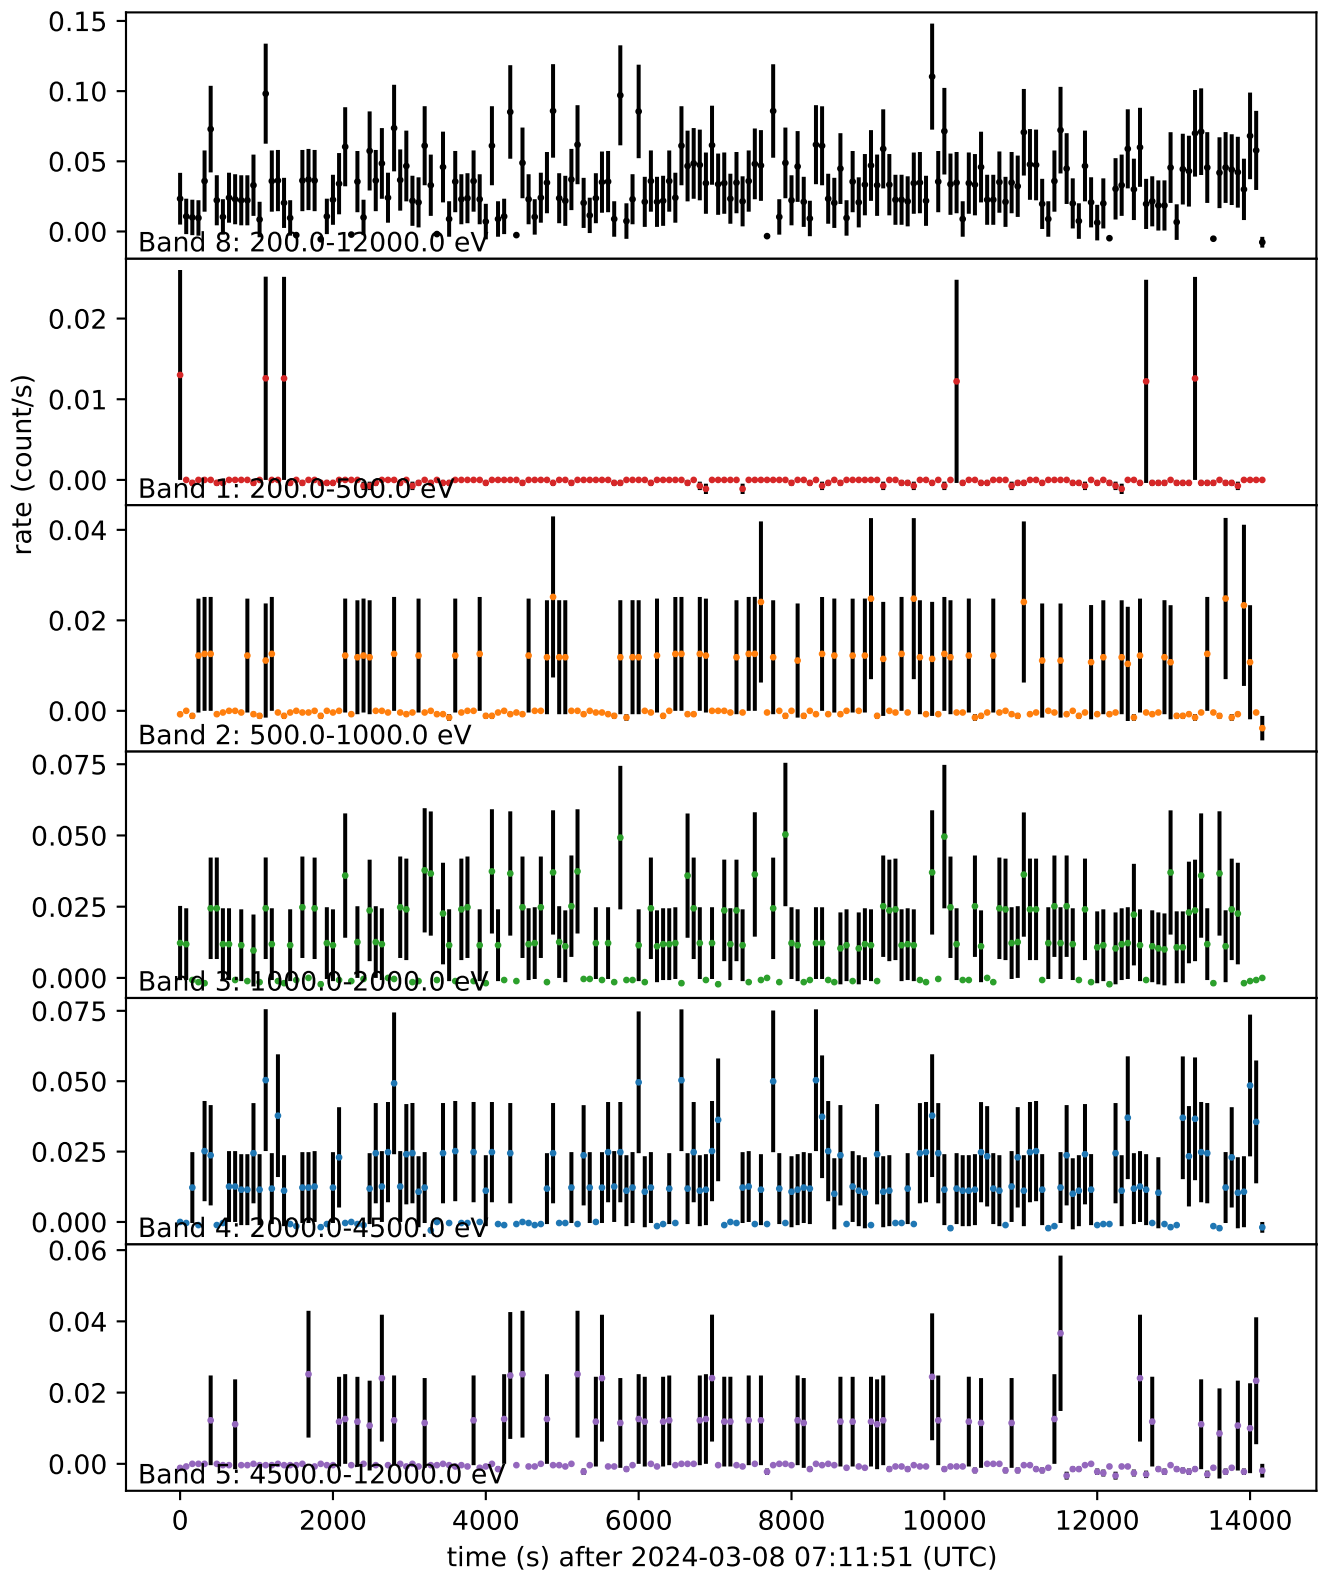 0.15
0.10
0.05
0.00
Band 8: 200.0-12000.0 eV
0.02
0.01
0.00
Band 1: 200.0-500.0 eV
rate (count/s)
0.04
0.02
0.00
Band 2: 500.0-1000.0 eV
0.075
0.050
0.025
0.000
Band 3: 1000.0-2000.0 eV
0.075
0.050
0.025
0.000
Band 4: 2000.0-4500.0 eV
0.06
0.04
0.02
0.00
Band 5: 4500.0-12000.0 eV
0 2000 4000 6000 8000 10000 12000 14000
time (s) after 2024-03-08 07:11:51 (UTC)